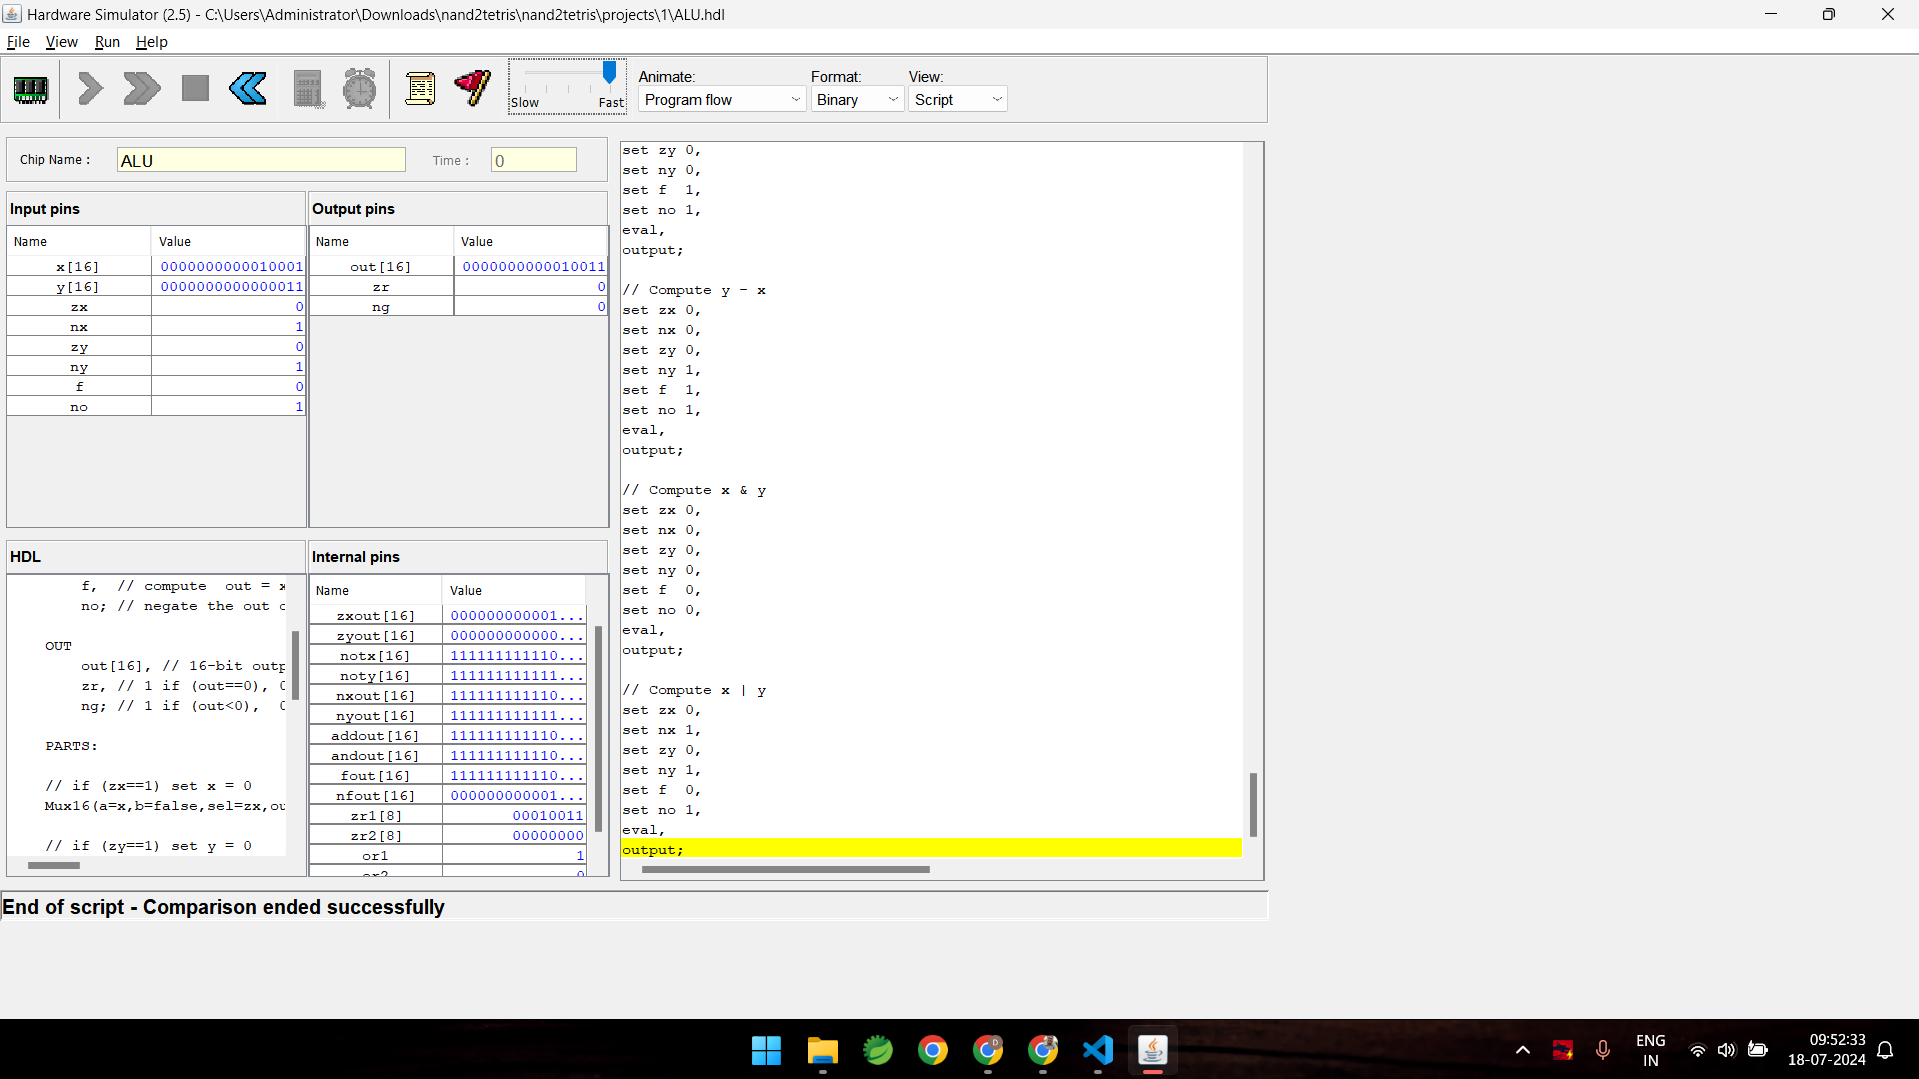 Hardware Simulator (2.5) - C:\Users\Administrator\Downloads\nand2tetris\nand2tetris\projects\1\ALU.hdl
File View Run Help
Slow Fast
Animate: Format: View:
Program flow Binary Script
Chip Name : ALU Time : 0
Input pins
Name Value
x[16] 0000000000010001
y[16] 0000000000000011
zx 0
nx 1
zy 0
ny 1
f 0
no 1
Output pins
Name Value
out[16] 0000000000010011
zr 0
ng 0
HDL
f, // compute out = x
no; // negate the out
OUT
out[16], // 16-bit outp
zr, // 1 if (out==0), 0
ng; // 1 if (out<0), 0
PARTS:
// if (zx==1) set x = 0
Mux16(a=x,b=false,sel=zx,ou
// if (zy==1) set y = 0
Internal pins
Name Value
zxout[16] 000000000001...
zyout[16] 000000000000...
notx[16] 111111111110...
noty[16] 111111111111...
nxout[16] 111111111110...
nyout[16] 111111111111...
addout[16] 111111111110...
andout[16] 111111111110...
fout[16] 111111111110...
nfout[16] 000000000001...
zr1[8] 00010011
zr2[8] 00000000
or1 1
or2 0
set zy 0,
set ny 0,
set f 1,
set no 1,
eval,
output;
// Compute y - x
set zx 0,
set nx 0,
set zy 0,
set ny 1,
set f 1,
set no 1,
eval,
output;
// Compute x & y
set zx 0,
set nx 0,
set zy 0,
set ny 0,
set f 0,
set no 0,
eval,
output;
// Compute x | y
set zx 0,
set nx 1,
set zy 0,
set ny 1,
set f 0,
set no 1,
eval,
output;
End of script - Comparison ended successfully
D
ENG
IN
09:52:33
18-07-2024